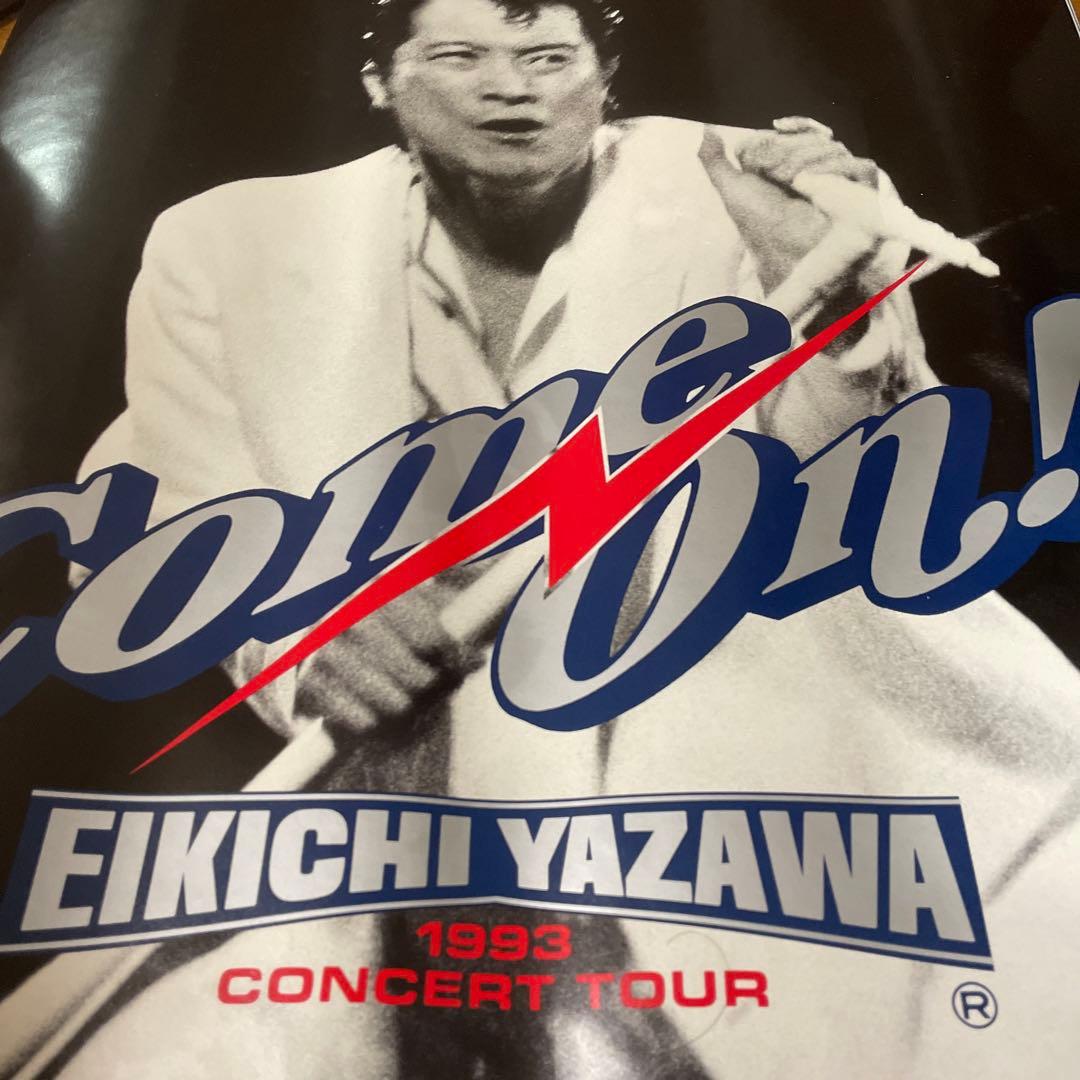 Come
On!
EIKICHI YAZAWA
1993
CONCERT TOUR
®